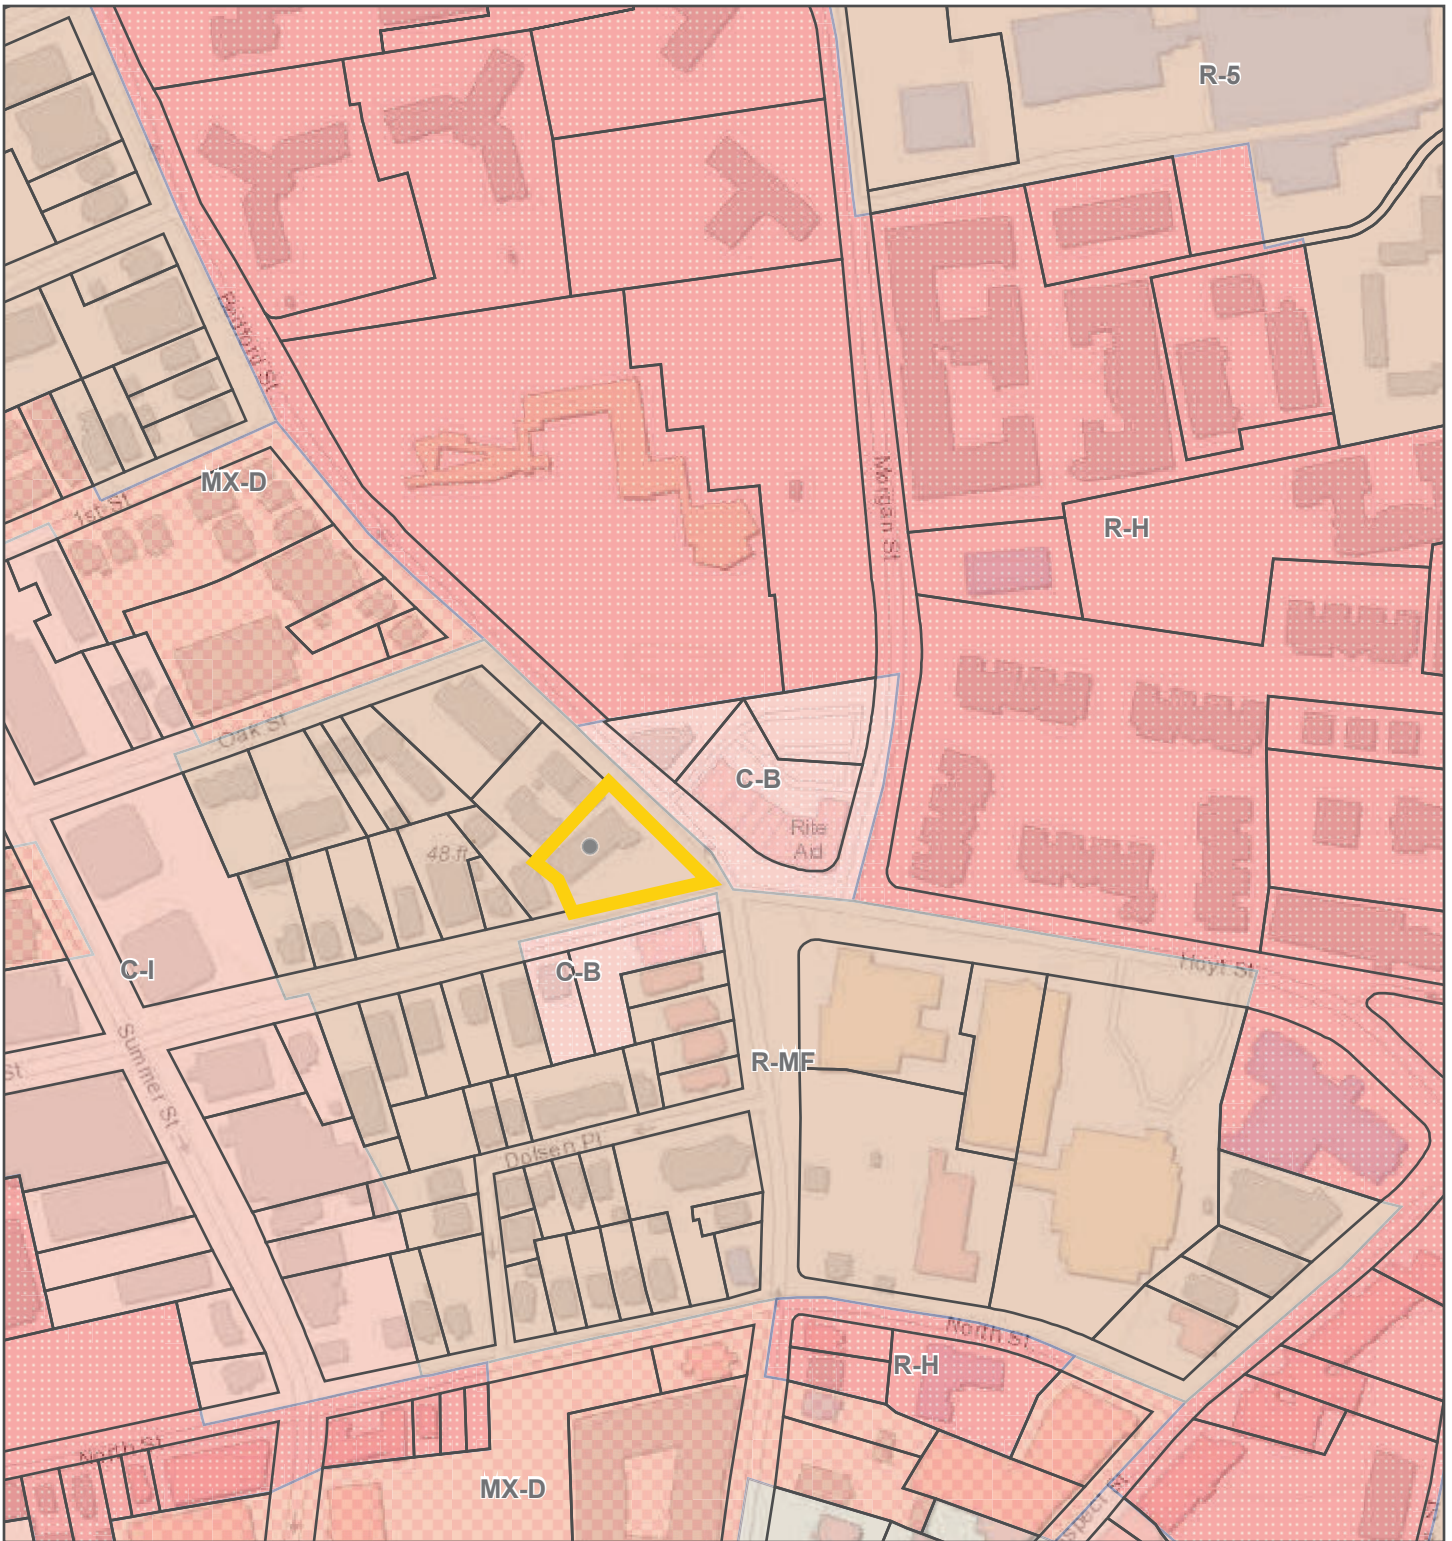 R-5
Bedford St
MX-D
1st St
Morgan St
R-H
Oak St
C-B
Rite
Aid
48.ft
C-B
C-I
Hoyt St
Summer St
St
R-MF
Dolsen Pl
North St
R-H
North St
MX-D